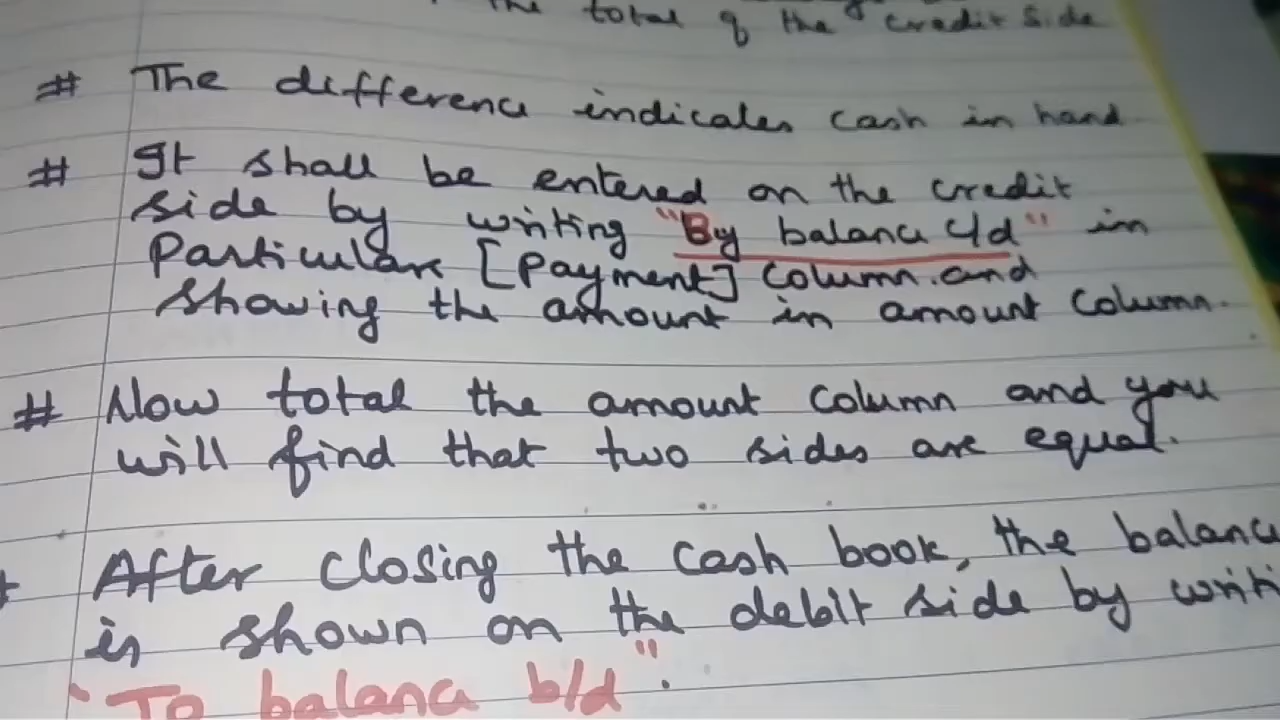 the total of the credit side
# The difference indicates cash in hand
# It shall be entered on the credit
side by writing "By balance c/d" in
Particulars [Payment] column and
showing the amount in amount column.
# Now total the amount column and you
will find that two sides are equal.
After closing the cash book, the balance
is shown on the debit side by writi
"To balance b/d".